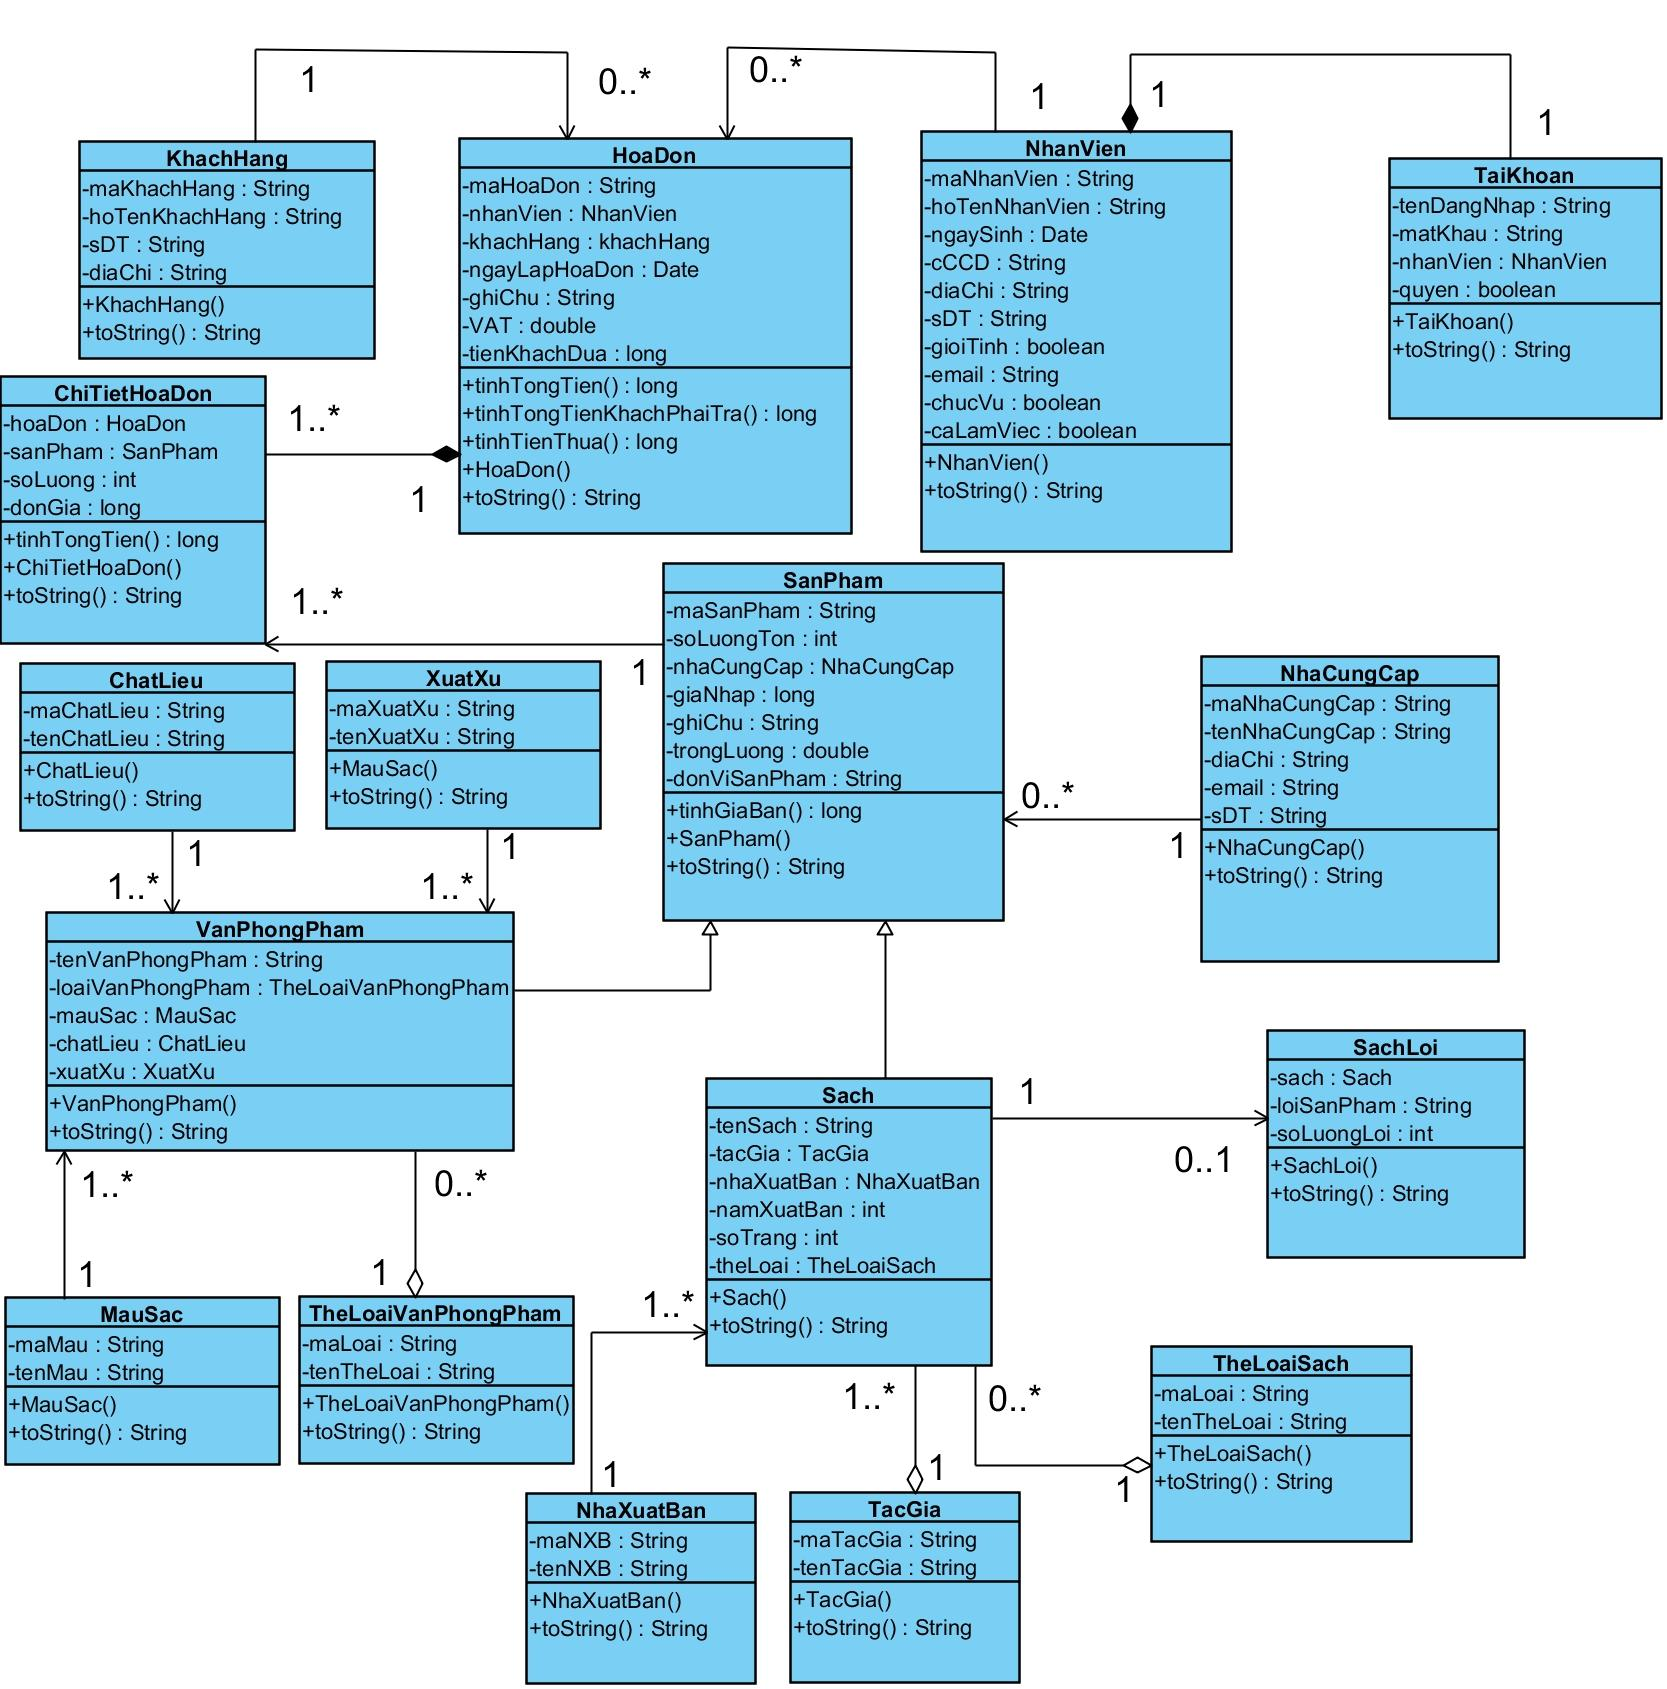 1
0..*
0..*
1
1
1
KhachHang
-maKhachHang : String
-hoTenKhachHang : String
-sDT : String
-diaChi : String
+KhachHang()
+toString() : String
HoaDon
-maHoaDon : String
-nhanVien : NhanVien
-khachHang : khachHang
-ngayLapHoaDon : Date
-ghiChu : String
-VAT : double
-tienKhachDua : long
+tinhTongTien() : long
+tinhTongTienKhachPhaiTra() : long
+tinhTienThua() : long
+HoaDon()
+toString() : String
NhanVien
-maNhanVien : String
-hoTenNhanVien : String
-ngaySinh : Date
-cCCD : String
-diaChi : String
-sDT : String
-gioiTinh : boolean
-email : String
-chucVu : boolean
-caLamViec : boolean
+NhanVien()
+toString() : String
TaiKhoan
-tenDangNhap : String
-matKhau : String
-nhanVien : NhanVien
-quyen : boolean
+TaiKhoan()
+toString() : String
ChiTietHoaDon
-hoaDon : HoaDon
-sanPham : SanPham
-soLuong : int
-donGia : long
+tinhTongTien() : long
+ChiTietHoaDon()
+toString() : String
1..*
1
1..*
1
SanPham
-maSanPham : String
-soLuongTon : int
-nhaCungCap : NhaCungCap
-giaNhap : long
-ghiChu : String
-trongLuong : double
-donViSanPham : String
+tinhGiaBan() : long
+SanPham()
+toString() : String
0..*
1
NhaCungCap
-maNhaCungCap : String
-tenNhaCungCap : String
-diaChi : String
-email : String
-sDT : String
+NhaCungCap()
+toString() : String
ChatLieu
-maChatLieu : String
-tenChatLieu : String
+ChatLieu()
+toString() : String
XuatXu
-maXuatXu : String
-tenXuatXu : String
+MauSac()
+toString() : String
1
1..*
1
1..*
VanPhongPham
-tenVanPhongPham : String
-loaiVanPhongPham : TheLoaiVanPhongPham
-mauSac : MauSac
-chatLieu : ChatLieu
-xuatXu : XuatXu
+VanPhongPham()
+toString() : String
1..*
1
0..*
1
Sach
-tenSach : String
-tacGia : TacGia
-nhaXuatBan : NhaXuatBan
-namXuatBan : int
-soTrang : int
-theLoai : TheLoaiSach
+Sach()
+toString() : String
1
0..1
SachLoi
-sach : Sach
-loiSanPham : String
-soLuongLoi : int
+SachLoi()
+toString() : String
MauSac
-maMau : String
-tenMau : String
+MauSac()
+toString() : String
TheLoaiVanPhongPham
-maLoai : String
-tenTheLoai : String
+TheLoaiVanPhongPham()
+toString() : String
1..*
1
1..*
1
0..*
1
TheLoaiSach
-maLoai : String
-tenTheLoai : String
+TheLoaiSach()
+toString() : String
NhaXuatBan
-maNXB : String
-tenNXB : String
+NhaXuatBan()
+toString() : String
TacGia
-maTacGia : String
-tenTacGia : String
+TacGia()
+toString() : String